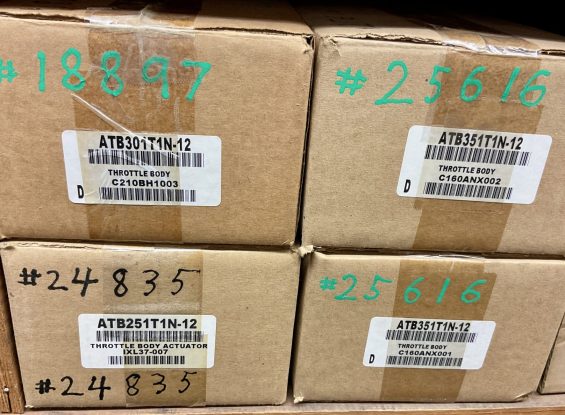 #18897
ATB301T1N-12
THROTTLE BODY
C210BH1003
D
#25616
ATB351T1N-12
THROTTLE BODY
C160ANX002
D
#24835
ATB251T1N-12
THROTTLE BODY ACTUATOR
IXL37-007
#24835
#25616
ATB351T1N-12
THROTTLE BODY
C160ANX001
D